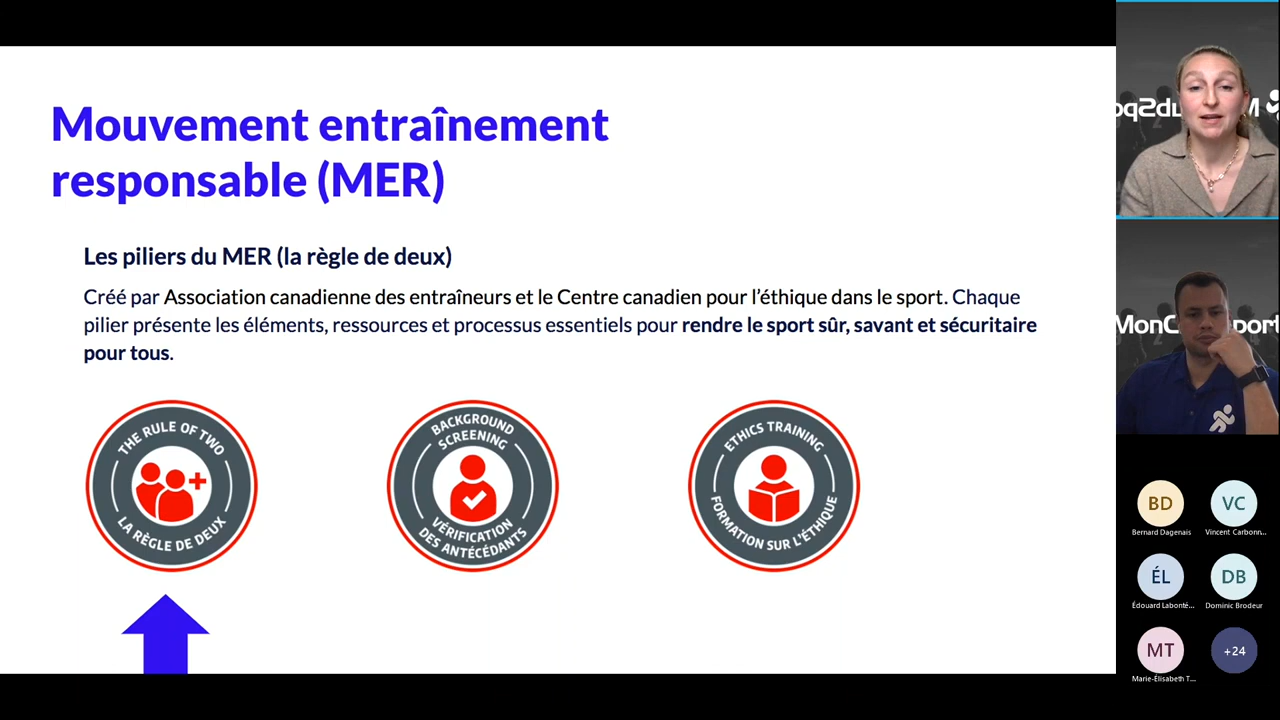 Mouvement entraînement
responsable (MER)
Les piliers du MER (la règle de deux)
Créé par Association canadienne des entraîneurs et le Centre canadien pour l'éthique dans le sport. Chaque
pilier présente les éléments, ressources et processus essentiels pour rendre le sport sûr, savant et sécuritaire
pour tous.
THE RULE OF TWO
LA RÈGLE DE DEUX
BACKGROUND
SCREENING
VÉRIFICATION
DES ANTÉCÉDANTS
ETHICS TRAINING
FORMATION SUR L'ÉTHIQUE
BD
Bernard Dagenais
VC
Vincent Carbonn...
ÉL
Édouard Labonté...
DB
Dominic Brodeur
MT
Marie-Élisabeth T...
+24